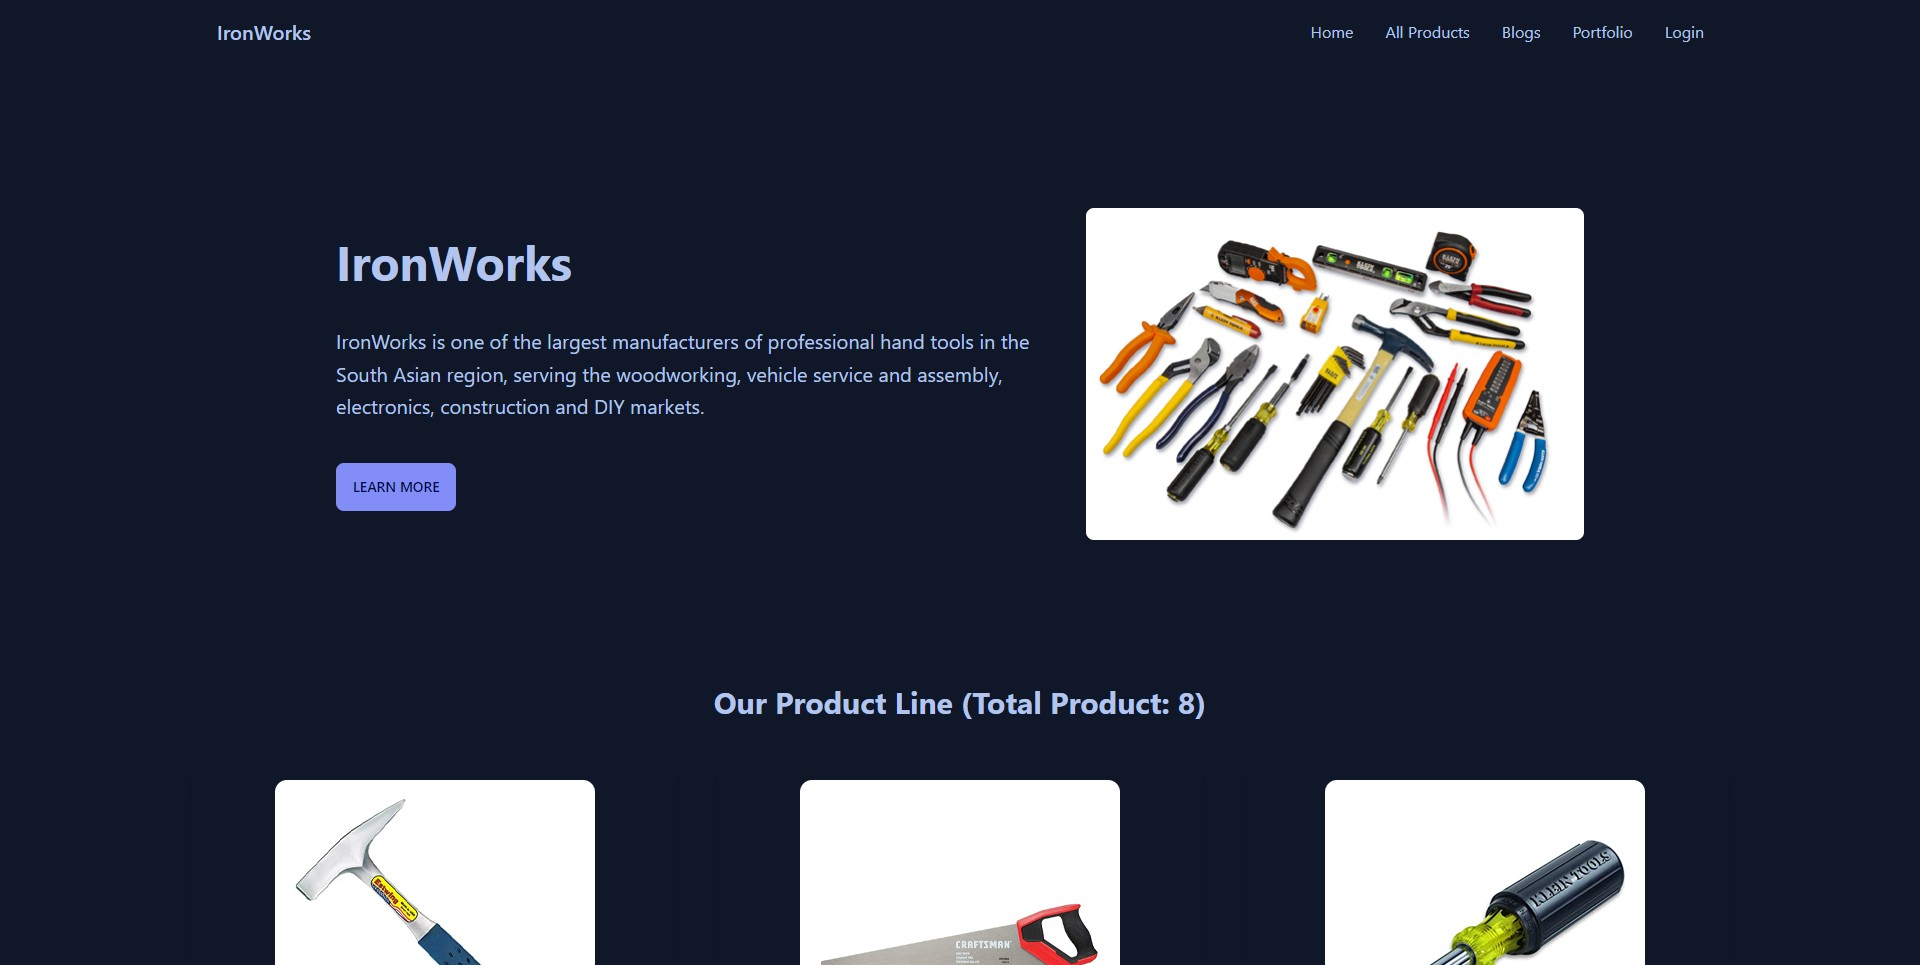 IronWorks
Home
All Products
Blogs
Portfolio
Login
IronWorks
IronWorks is one of the largest manufacturers of professional hand tools in the
South Asian region, serving the woodworking, vehicle service and assembly,
electronics, construction and DIY markets.
LEARN MORE
Our Product Line (Total Product: 8)
Estwing
CRAFTSMAN
KLEIN TOOLS